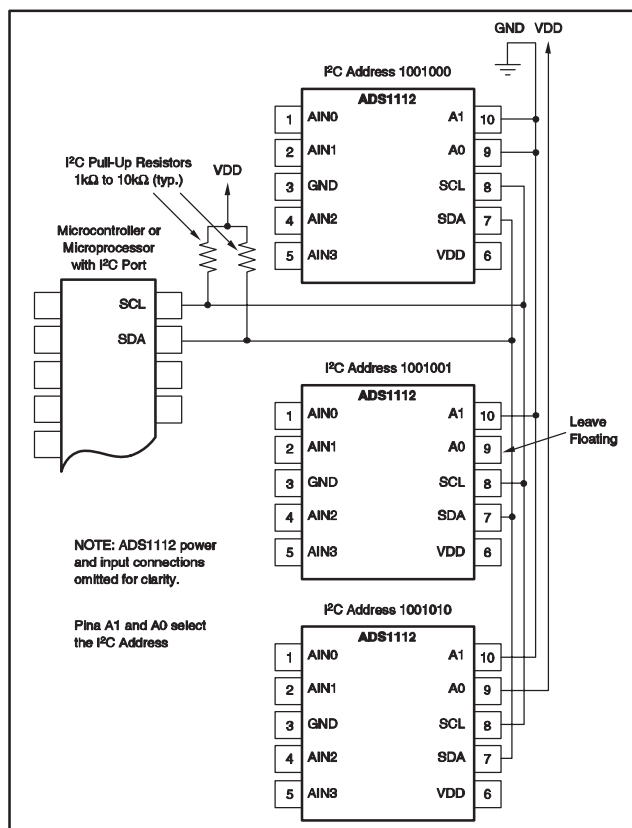 GND VDD
I²C Address 1001000
ADS1112
1 AIN0 A1 10
2 AIN1 A0 9
3 GND SCL 8
4 AIN2 SDA 7
5 AIN3 VDD 6
I²C Pull-Up Resistors
1kΩ to 10kΩ (typ.)
VDD
Microcontroller or
Microprocessor
with I²C Port
SCL
SDA
I²C Address 1001001
ADS1112
1 AIN0 A1 10
2 AIN1 A0 9
3 GND SCL 8
4 AIN2 SDA 7
5 AIN3 VDD 6
Leave
Floating
NOTE: ADS1112 power
and input connections
omitted for clarity.
Pina A1 and A0 select
the I²C Address
I²C Address 1001010
ADS1112
1 AIN0 A1 10
2 AIN1 A0 9
3 GND SCL 8
4 AIN2 SDA 7
5 AIN3 VDD 6